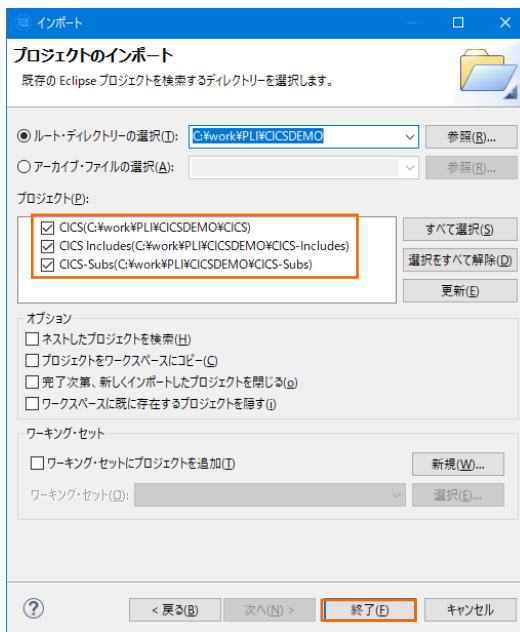 インポート
プロジェクトのインポート
既存の Eclipse プロジェクトを検索するディレクトリーを選択します。
ルート・ディレクトリーの選択(T): C:¥work¥PLI¥CICSDEMO 参照(R)...
アーカイブ・ファイルの選択(A): 参照(R)...
プロジェクト(P):
CICS(C:¥work¥PLI¥CICSDEMO¥CICS) すべて選択(S)
CICS Includes(C:¥work¥PLI¥CICSDEMO¥CICS-Includes)
CICS-Subs(C:¥work¥PLI¥CICSDEMO¥CICS-Subs) 選択をすべて解除(D)
更新(E)
オプション
ネストしたプロジェクトを検索(H)
プロジェクトをワークスペースにコピー(C)
完了次第、新しくインポートしたプロジェクトを閉じる(o)
ワークスペースに既に存在するプロジェクトを隠す(i)
ワーキング・セット
ワーキング・セットにプロジェクトを追加(T) 新規(W)...
ワーキング・セット(O): 選択(E)...
? < 戻る(B) 次へ(N) > 終了(F) キャンセル